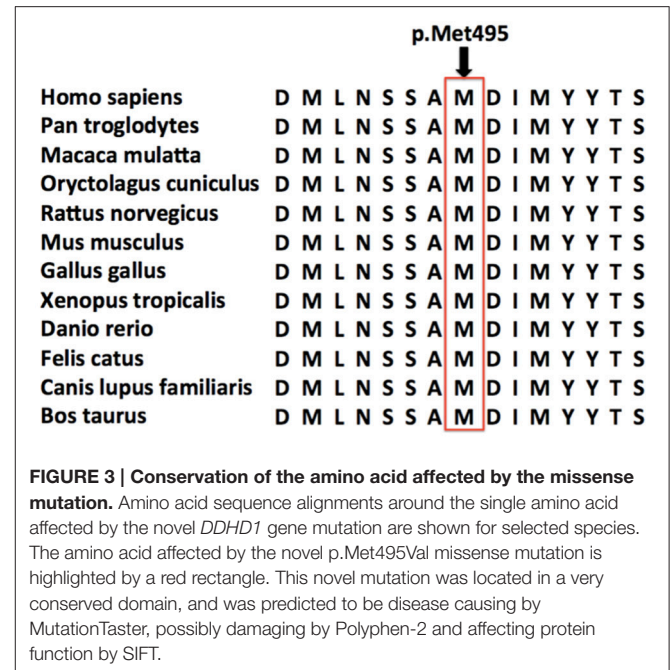 p.Met495
Homo sapiens D M L N S S A M D I M Y Y T S
Pan troglodytes D M L N S S A M D I M Y Y T S
Macaca mulatta D M L N S S A M D I M Y Y T S
Oryctolagus cuniculus D M L N S S A M D I M Y Y T S
Rattus norvegicus D M L N S S A M D I M Y Y T S
Mus musculus D M L N S S A M D I M Y Y T S
Gallus gallus D M L N S S A M D I M Y Y T S
Xenopus tropicalis D M L N S S A M D I M Y Y T S
Danio rerio D M L N S S A M D I M Y Y T S
Felis catus D M L N S S A M D I M Y Y T S
Canis lupus familiaris D M L N S S A M D I M Y Y T S
Bos taurus D M L N S S A M D I M Y Y T S
FIGURE 3 | Conservation of the amino acid affected by the missense
mutation. Amino acid sequence alignments around the single amino acid
affected by the novel DDHD1 gene mutation are shown for selected species.
The amino acid affected by the novel p.Met495Val missense mutation is
highlighted by a red rectangle. This novel mutation was located in a very
conserved domain, and was predicted to be disease causing by
MutationTaster, possibly damaging by Polyphen-2 and affecting protein
function by SIFT.